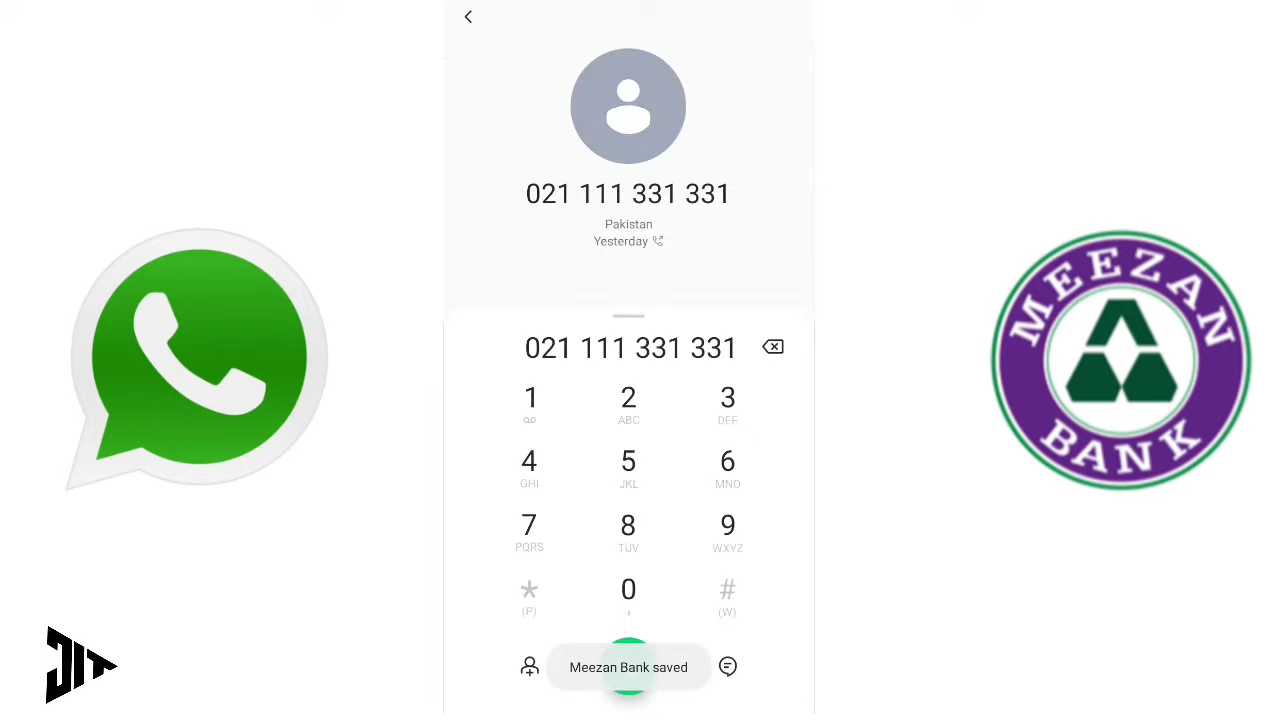 021 111 331 331
Pakistan
Yesterday
021 111 331 331
1 2 3
ABC DEF
4 5 6
GHI JKL MNO
7 8 9
PQRS TUV WXYZ
* 0 #
(P) + (W)
Meezan Bank saved
MEEZAN
BANK
JIT